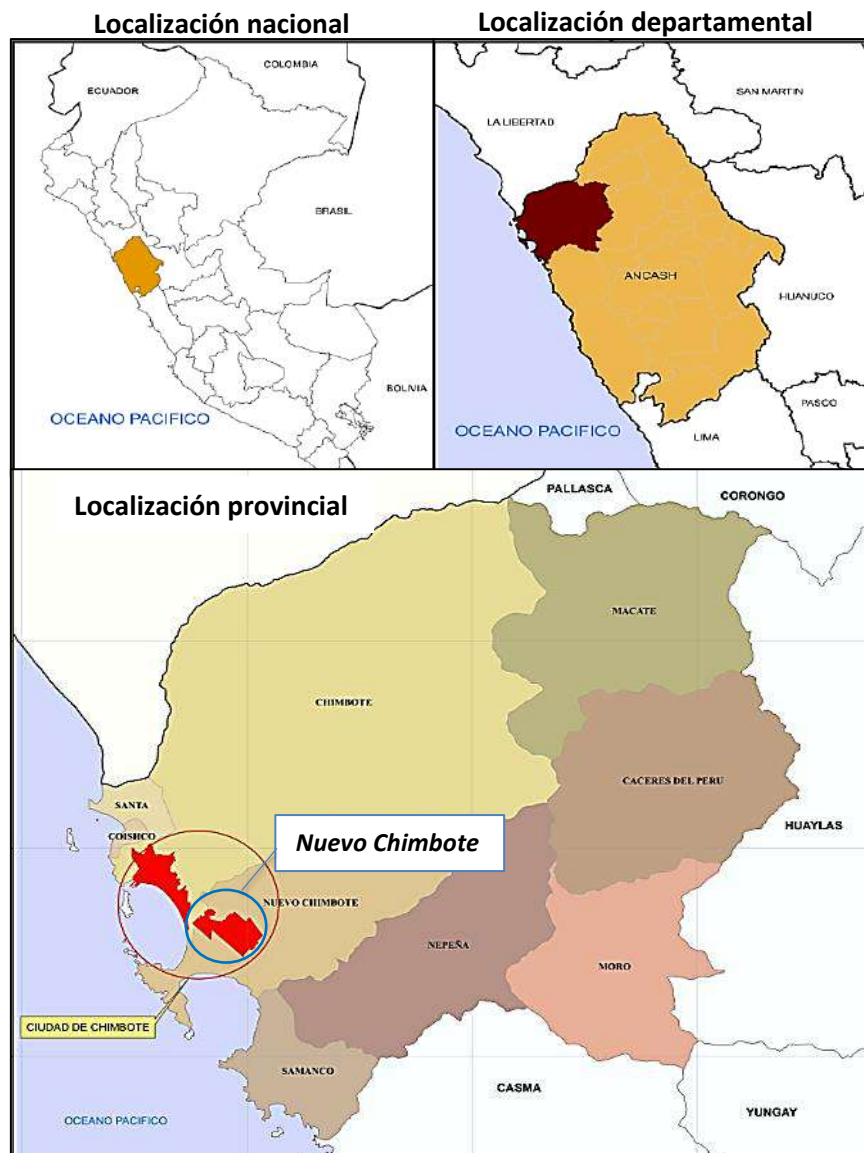 Localización nacional
Localización departamental
COLOMBIA
ECUADOR
BRASIL
BOLIVIA
OCEANO PACIFICO
SAN MARTIN
LA LIBERTAD
ANCASH
HUANUCO
PASCO
OCEANO PACIFICO
LIMA
Localización provincial
PALLASCA
CORONGO
MACATE
CHIMBOTE
CACERES DEL PERU
SANTA
COISHCO
HUAYLAS
Nuevo Chimbote
NUEVO CHIMBOTE
NEPEÑA
MORO
CIUDAD DE CHIMBOTE
SAMANCO
CASMA
YUNGAY
OCEANO PACIFICO